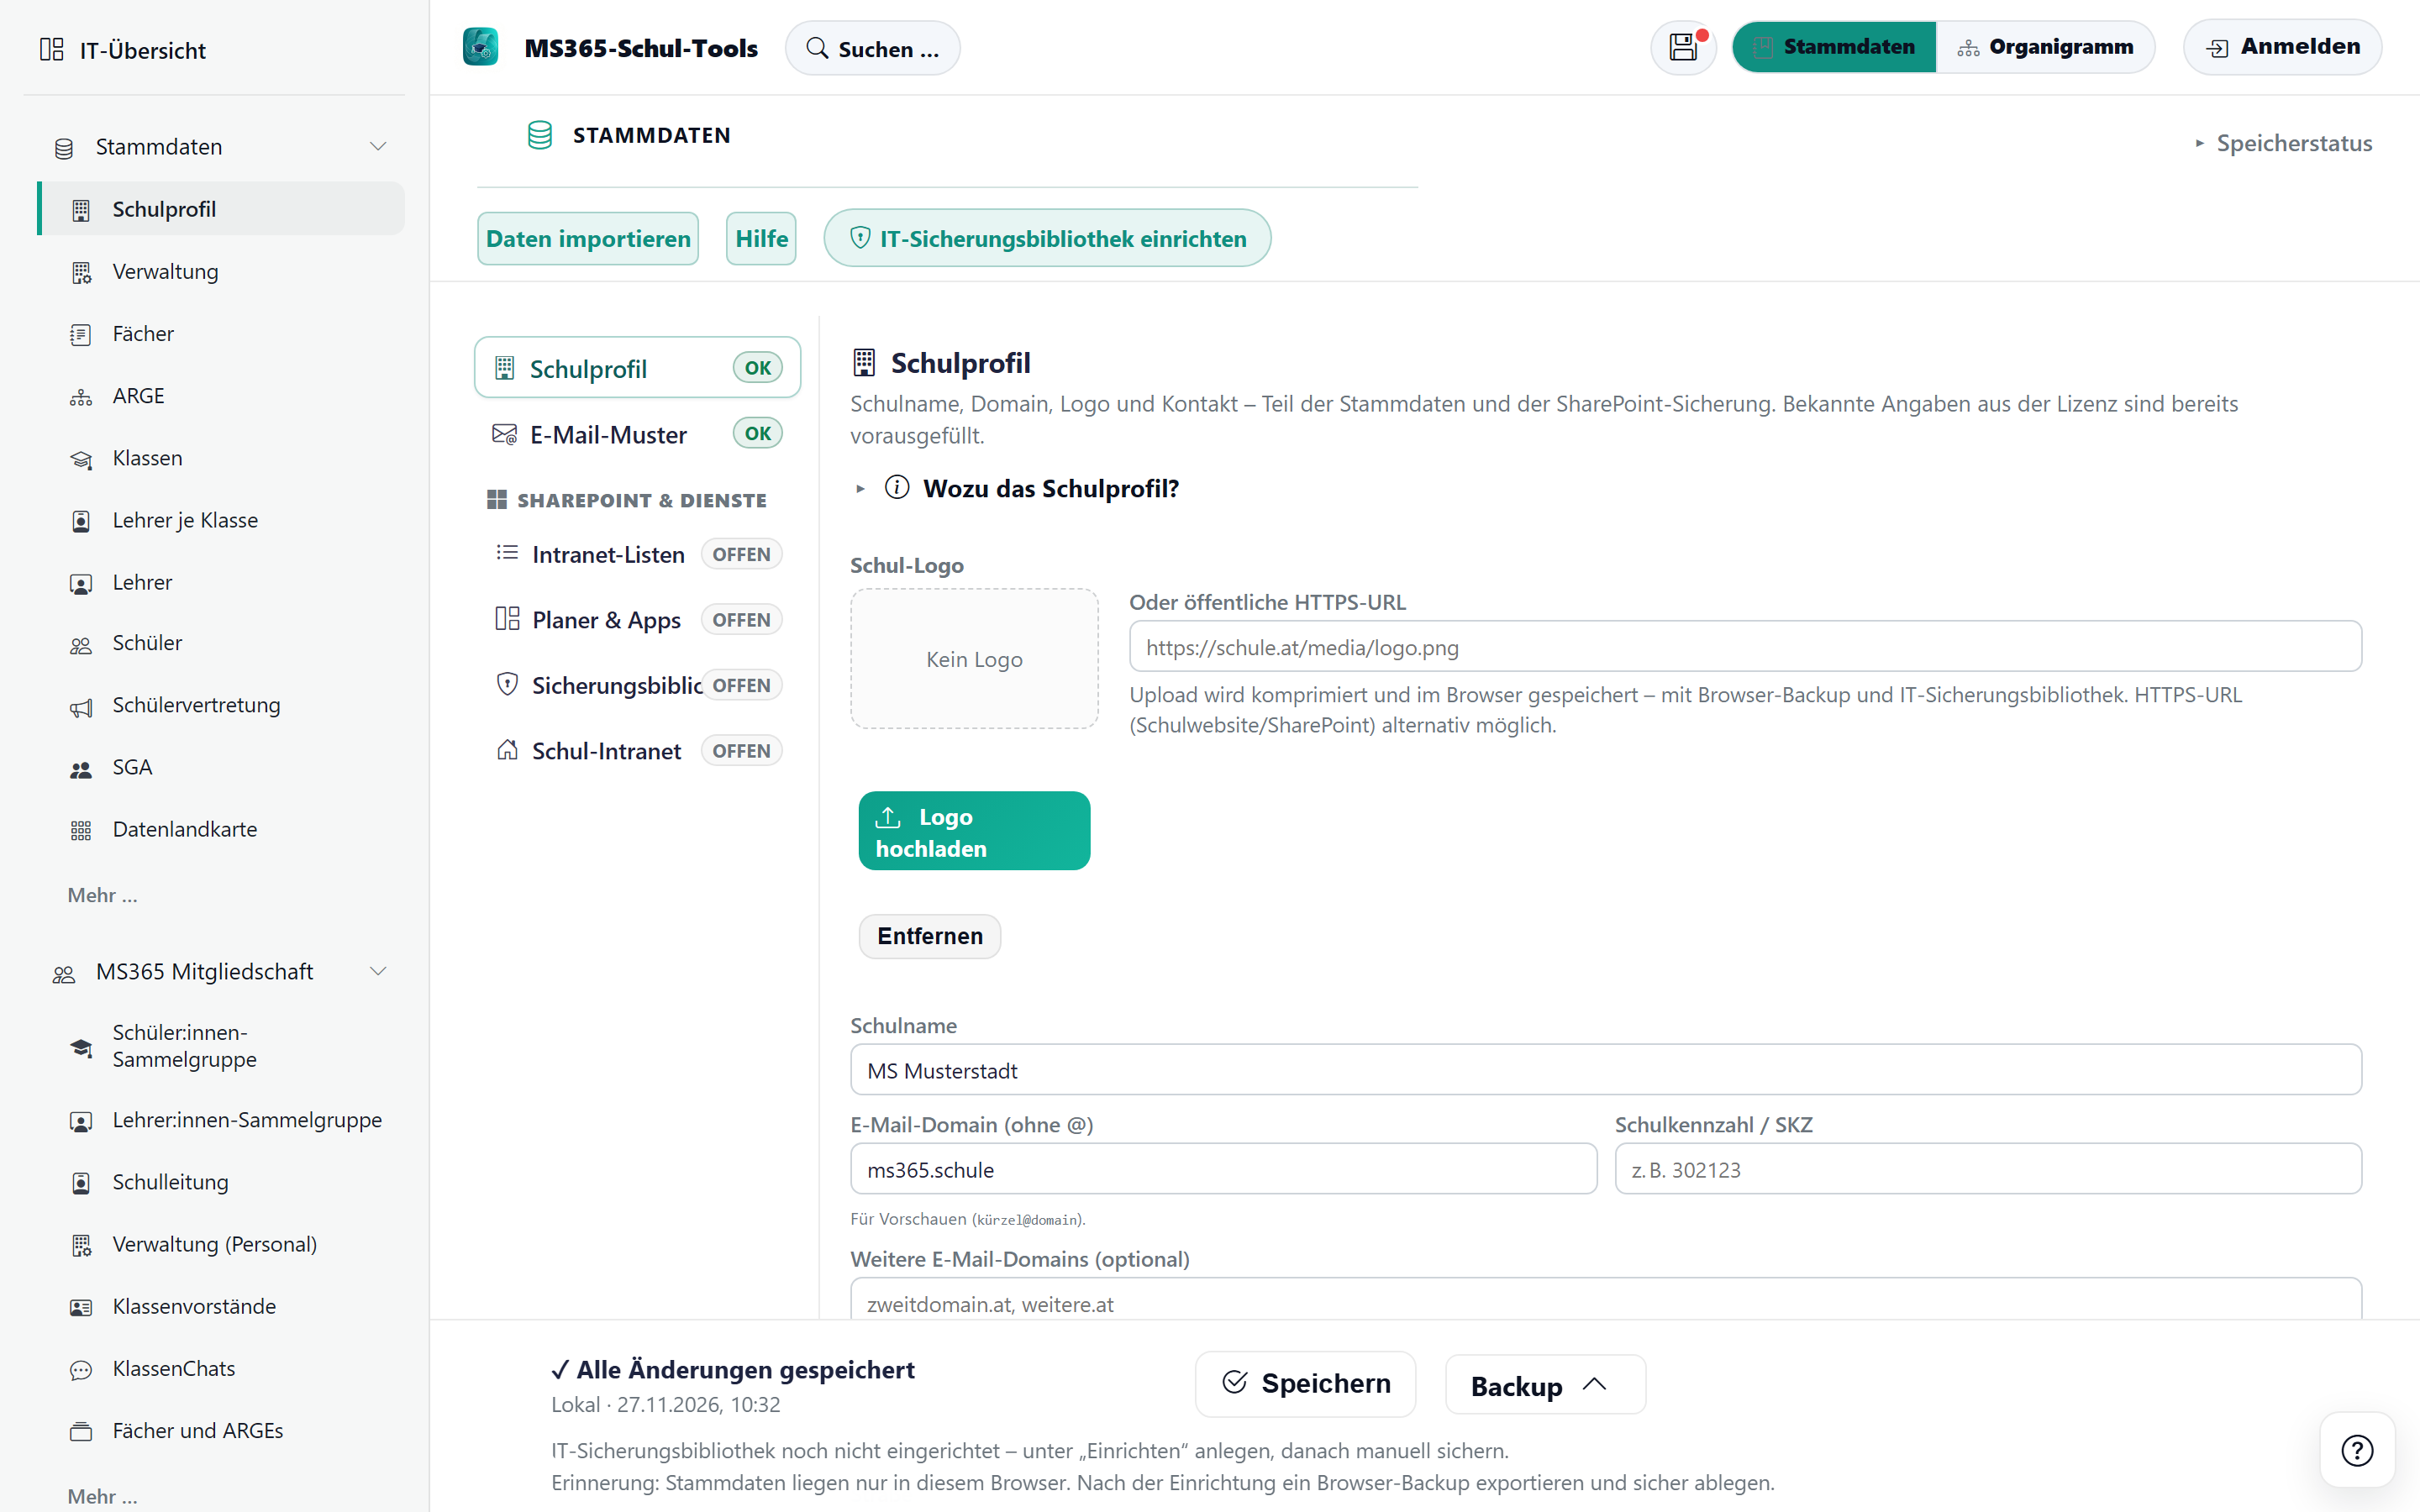 IT-Übersicht
Stammdaten
Schulprofil
Verwaltung
Fächer
ARGE
Klassen
Lehrer je Klasse
Lehrer
Schüler
Schülervertretung
SGA
Datenlandkarte
Mehr ...
MS365 Mitgliedschaft
Schüler:innen-
Sammelgruppe
Lehrer:innen-Sammelgruppe
Schulleitung
Verwaltung (Personal)
Klassenvorstände
KlassenChats
Fächer und ARGEs
Mehr ...
MS365-Schul-Tools
Suchen ...
Stammdaten
Organigramm
Anmelden
STAMMDATEN
Speicherstatus
Daten importieren
Hilfe
IT-Sicherungsbibliothek einrichten
Schulprofil OK
E-Mail-Muster OK
SHAREPOINT & DIENSTE
Intranet-Listen OFFEN
Planer & Apps OFFEN
Sicherungsbiblic OFFEN
Schul-Intranet OFFEN
Schulprofil
Schulname, Domain, Logo und Kontakt – Teil der Stammdaten und der SharePoint-Sicherung. Bekannte Angaben aus der Lizenz sind bereits
vorausgefüllt.
Wozu das Schulprofil?
Schul-Logo
Kein Logo
Oder öffentliche HTTPS-URL
https://schule.at/media/logo.png
Upload wird komprimiert und im Browser gespeichert – mit Browser-Backup und IT-Sicherungsbibliothek. HTTPS-URL
(Schulwebsite/SharePoint) alternativ möglich.
Logo
hochladen
Entfernen
Schulname
MS Musterstadt
E-Mail-Domain (ohne @)
ms365.schule
Für Vorschauen (kürzel@domain).
Schulkennzahl / SKZ
z. B. 302123
Weitere E-Mail-Domains (optional)
zweitdomain.at, weitere.at
✓ Alle Änderungen gespeichert
Lokal · 27.11.2026, 10:32
Speichern
Backup
IT-Sicherungsbibliothek noch nicht eingerichtet – unter „Einrichten“ anlegen, danach manuell sichern.
Erinnerung: Stammdaten liegen nur in diesem Browser. Nach der Einrichtung ein Browser-Backup exportieren und sicher ablegen.